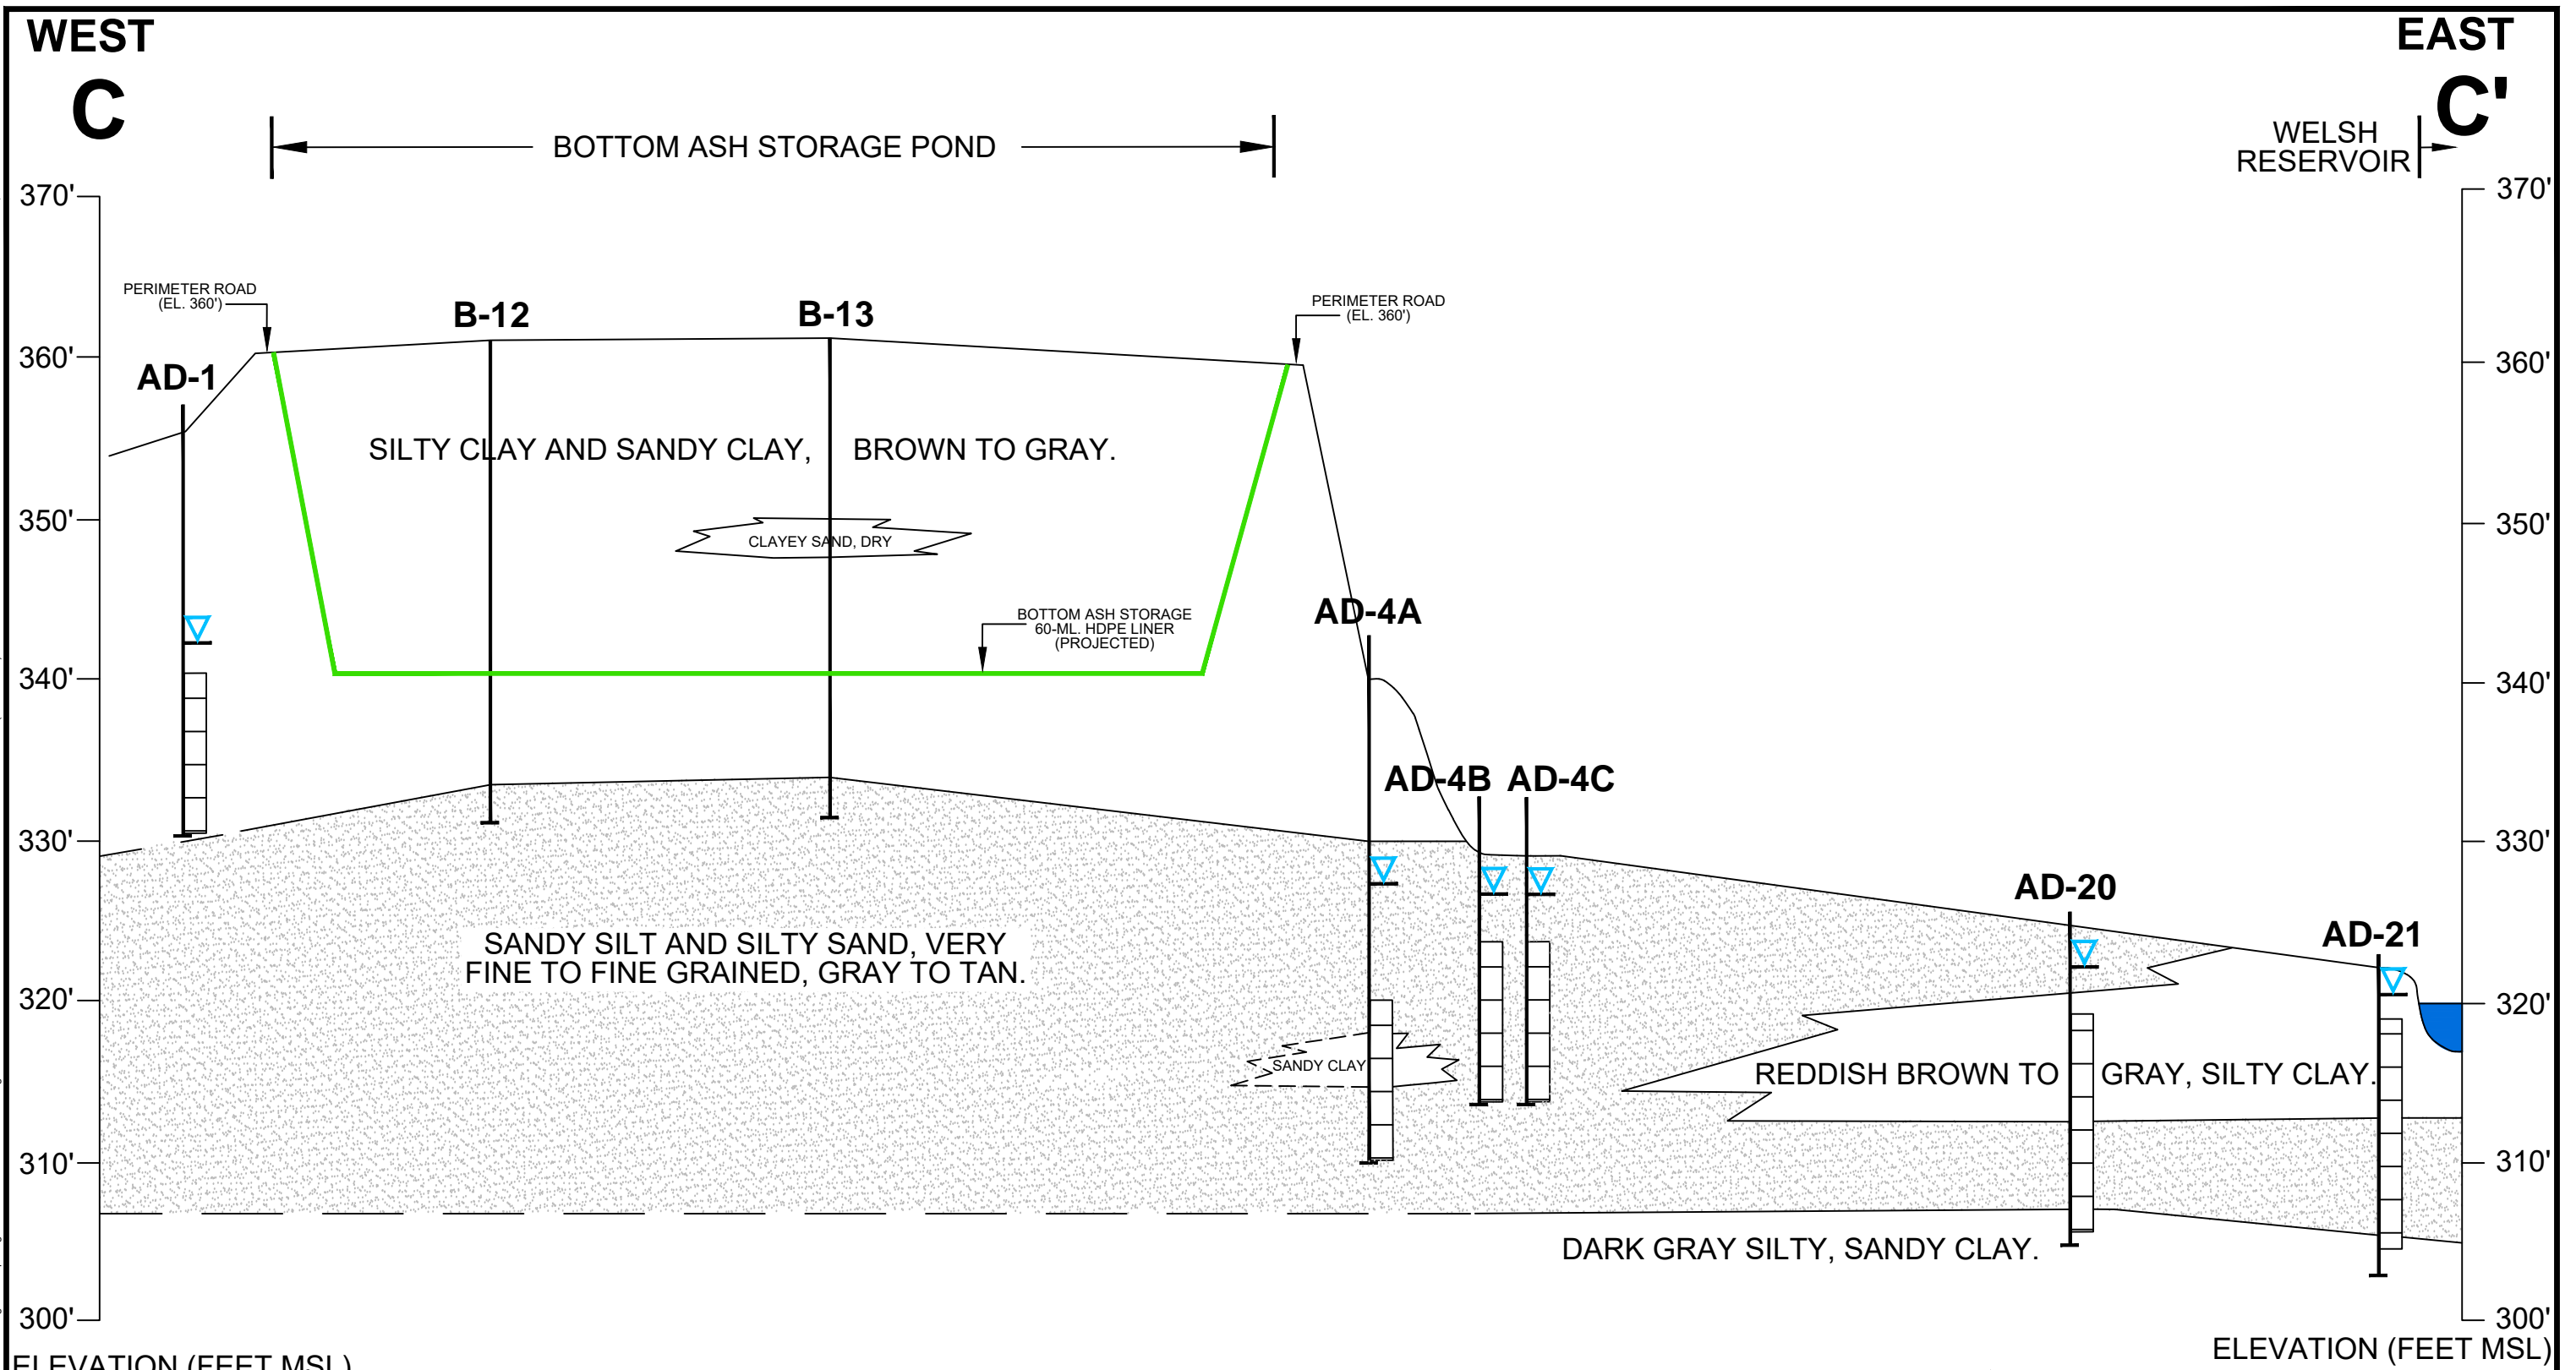 WEST
EAST
C
C'
BOTTOM ASH STORAGE POND
WELSH
RESERVOIR
370'
370'
PERIMETER ROAD
(EL. 360')
B-12
B-13
PERIMETER ROAD
(EL. 360')
360'
360'
AD-1
SILTY CLAY AND SANDY CLAY, BROWN TO GRAY.
350'
350'
CLAYEY SAND, DRY
BOTTOM ASH STORAGE
60-ML. HDPE LINER
(PROJECTED)
AD-4A
340'
340'
AD-4B
AD-4C
330'
330'
AD-20
AD-21
SANDY SILT AND SILTY SAND, VERY
FINE TO FINE GRAINED, GRAY TO TAN.
320'
320'
SANDY CLAY
REDDISH BROWN TO GRAY, SILTY CLAY.
310'
310'
DARK GRAY SILTY, SANDY CLAY.
300'
300'
ELEVATION (FEET MSL)
ELEVATION (FEET MSL)